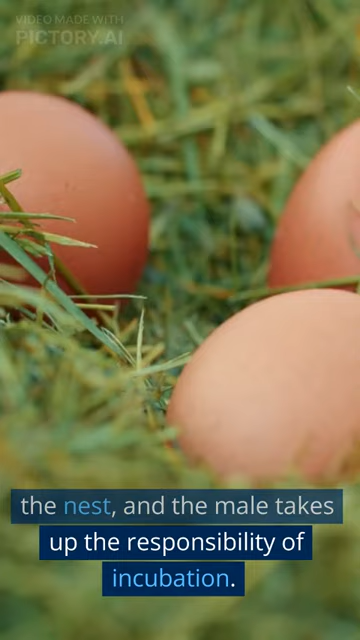 VIDEO MADE WITH
PICTORY.AI
the nest, and the male takes
up the responsibility of
incubation.